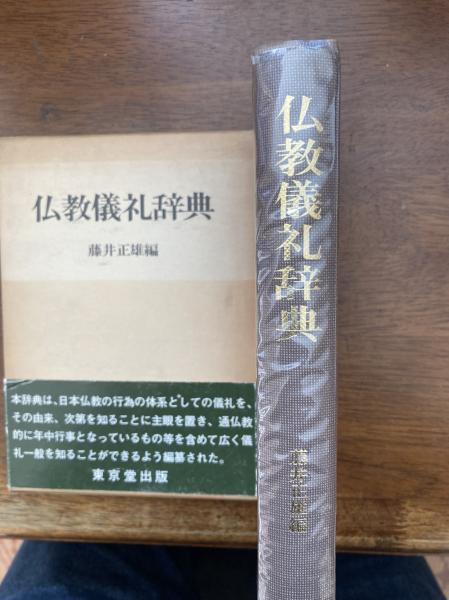 仏教儀礼辞典
藤井正雄編
本辞典は、日本仏教の行為の体系としての儀礼を、
その由来、次第を知ることに主眼を置き、通仏教
的に年中行事となっているもの等を含めて広く儀
礼一般を知ることができるよう編纂された。
東京堂出版
仏教儀礼辞典
藤井正雄編